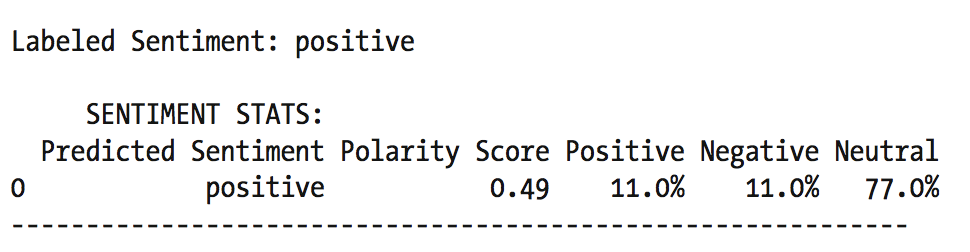 Labeled Sentiment: positive
SENTIMENT STATS:
Predicted Sentiment Polarity Score Positive Negative Neutral
0 positive 0.49 11.0% 11.0% 77.0%
------------------------------------------------------------